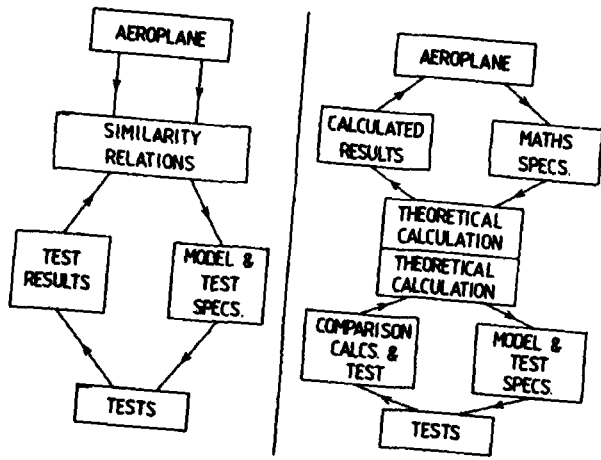 AEROPLANE
SIMILARITY
RELATIONS
TEST
RESULTS
MODEL &
TEST
SPECS.
TESTS
AEROPLANE
CALCULATED
RESULTS
MATHS
SPECS.
THEORETICAL
CALCULATION
THEORETICAL
CALCULATION
COMPARISON
CALCS. &
TEST
MODEL &
TEST
SPECS.
TESTS